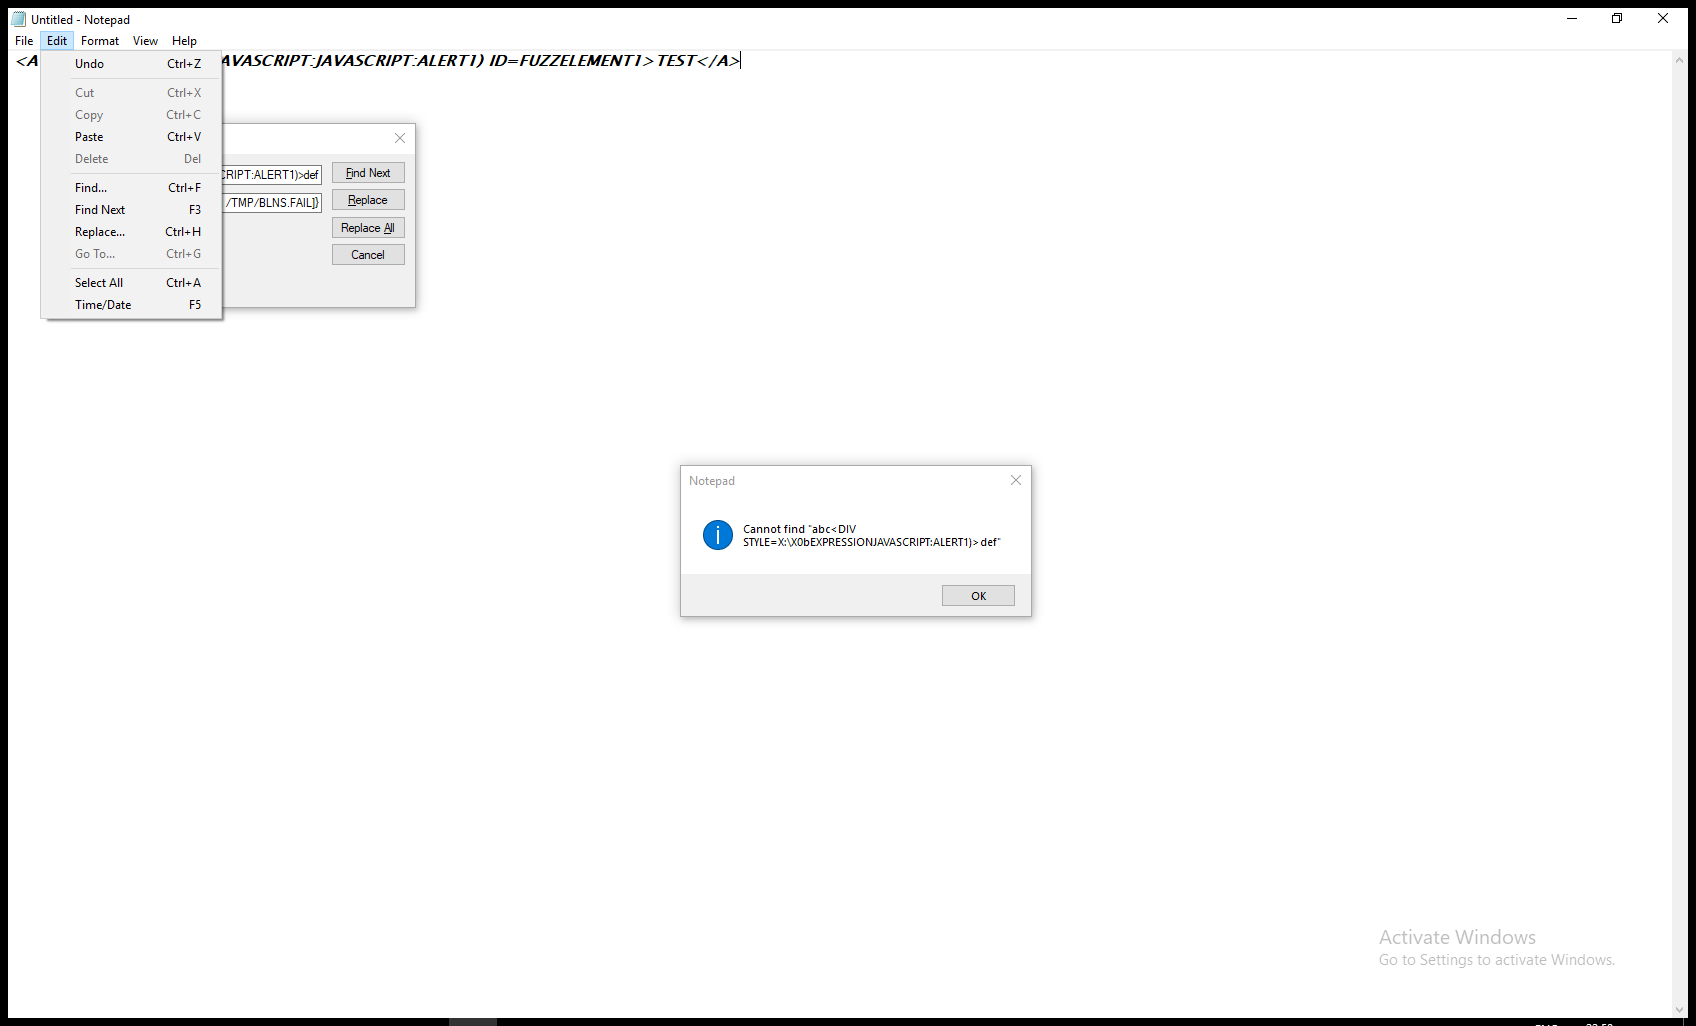 Untitled - Notepad
File Edit Format View Help
<A AVASCRIPT:JAVASCRIPT:ALERT1) ID=FUZZELEMENT1>TEST</A>
Undo Ctrl+Z
Cut Ctrl+X
Copy Ctrl+C
Paste Ctrl+V
Delete Del
Find... Ctrl+F
Find Next F3
Replace... Ctrl+H
Go To... Ctrl+G
Select All Ctrl+A
Time/Date F5
CRIPT:ALERT1)>def Find Next
/TMP/BLNS.FAIL]} Replace
Replace All
Cancel
Notepad
Cannot find "abc<DIV
STYLE=X:\X0bEXPRESSIONJAVASCRIPT:ALERT1)>def"
OK
Activate Windows
Go to Settings to activate Windows.